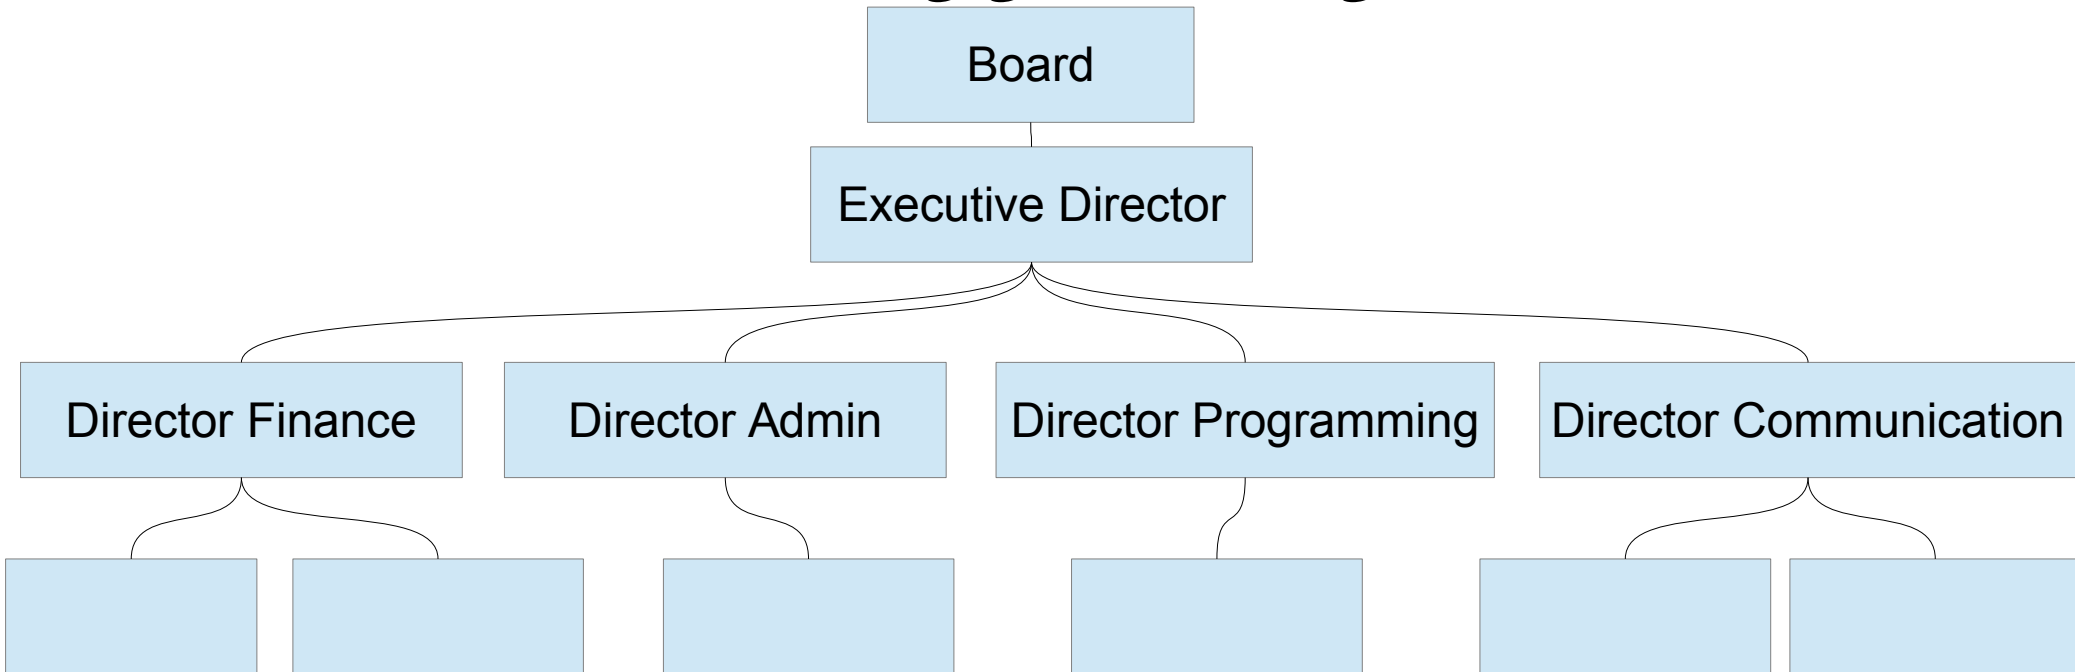 Board
Executive Director
Director Finance
Director Admin
Director Programming
Director Communication